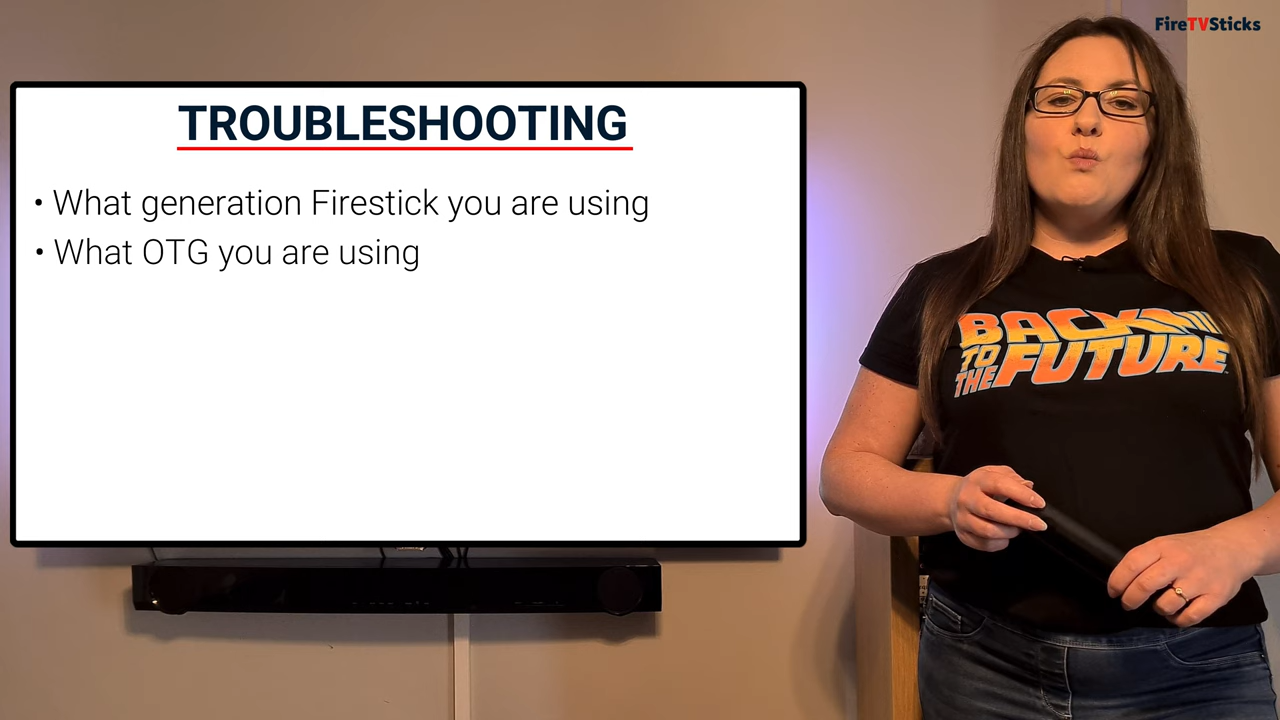 FireTVSticks
TROUBLESHOOTING
• What generation Firestick you are using
• What OTG you are using
BACK
TO
THE FUTURE